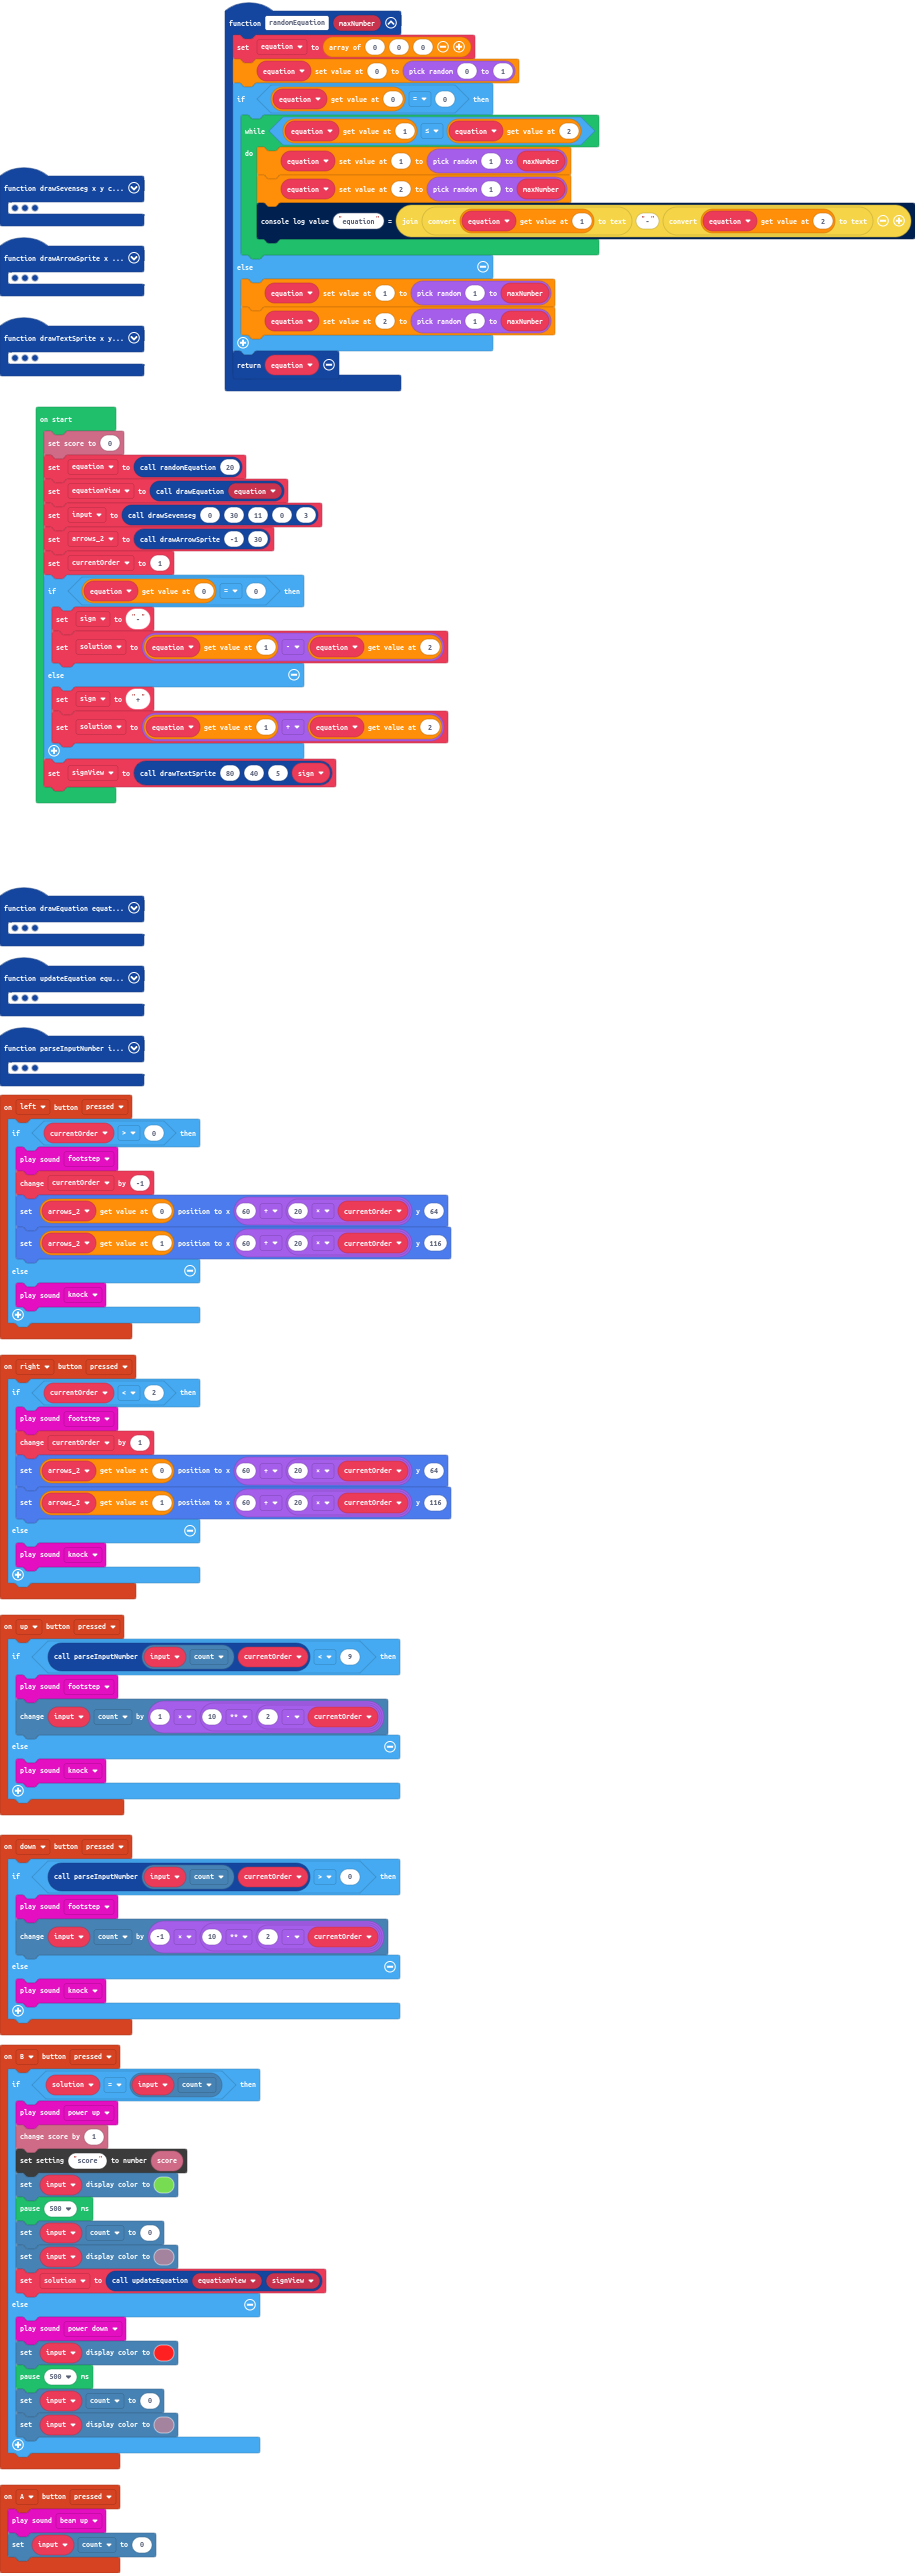 function randomEquation maxNumber
set equation to array of 0 0 0
equation set value at 0 to pick random 0 to 1
if equation get value at 0 = 0 then
while equation get value at 1 ≤ equation get value at 2
do equation set value at 1 to pick random 1 to maxNumber
equation set value at 2 to pick random 1 to maxNumber
console log value "equation" = join convert equation get value at 1 to text "-" convert equation get value at 2 to text
else
equation set value at 1 to pick random 1 to maxNumber
equation set value at 2 to pick random 1 to maxNumber
return equation
function drawSevenseg x y c...
function drawArrowSprite x ...
function drawTextSprite x y...
on start
set score to 0
set equation to call randomEquation 20
set equationView to call drawEquation equation
set input to call drawSevenseg 0 30 11 0 3
set arrows_2 to call drawArrowSprite -1 30
set currentOrder to 1
if equation get value at 0 = 0 then
set sign to "-"
set solution to equation get value at 1 - equation get value at 2
else
set sign to "+"
set solution to equation get value at 1 + equation get value at 2
set signView to call drawTextSprite 80 40 5 sign
function drawEquation equat...
function updateEquation equ...
function parseInputNumber i...
on left button pressed
if currentOrder > 0 then
play sound footstep
change currentOrder by -1
set arrows_2 get value at 0 position to x 60 + 20 × currentOrder y 64
set arrows_2 get value at 1 position to x 60 + 20 × currentOrder y 116
else
play sound knock
on right button pressed
if currentOrder < 2 then
play sound footstep
change currentOrder by 1
set arrows_2 get value at 0 position to x 60 + 20 × currentOrder y 64
set arrows_2 get value at 1 position to x 60 + 20 × currentOrder y 116
else
play sound knock
on up button pressed
if call parseInputNumber input count currentOrder < 9 then
play sound footstep
change input count by 1 × 10 ** 2 - currentOrder
else
play sound knock
on down button pressed
if call parseInputNumber input count currentOrder > 0 then
play sound footstep
change input count by -1 × 10 ** 2 - currentOrder
else
play sound knock
on B button pressed
if solution = input count then
play sound power up
change score by 1
set setting "score" to number score
set input display color to
pause 500 ms
set input count to 0
set input display color to
set solution to call updateEquation equationView signView
else
play sound power down
set input display color to
pause 500 ms
set input count to 0
set input display color to
on A button pressed
play sound beam up
set input count to 0